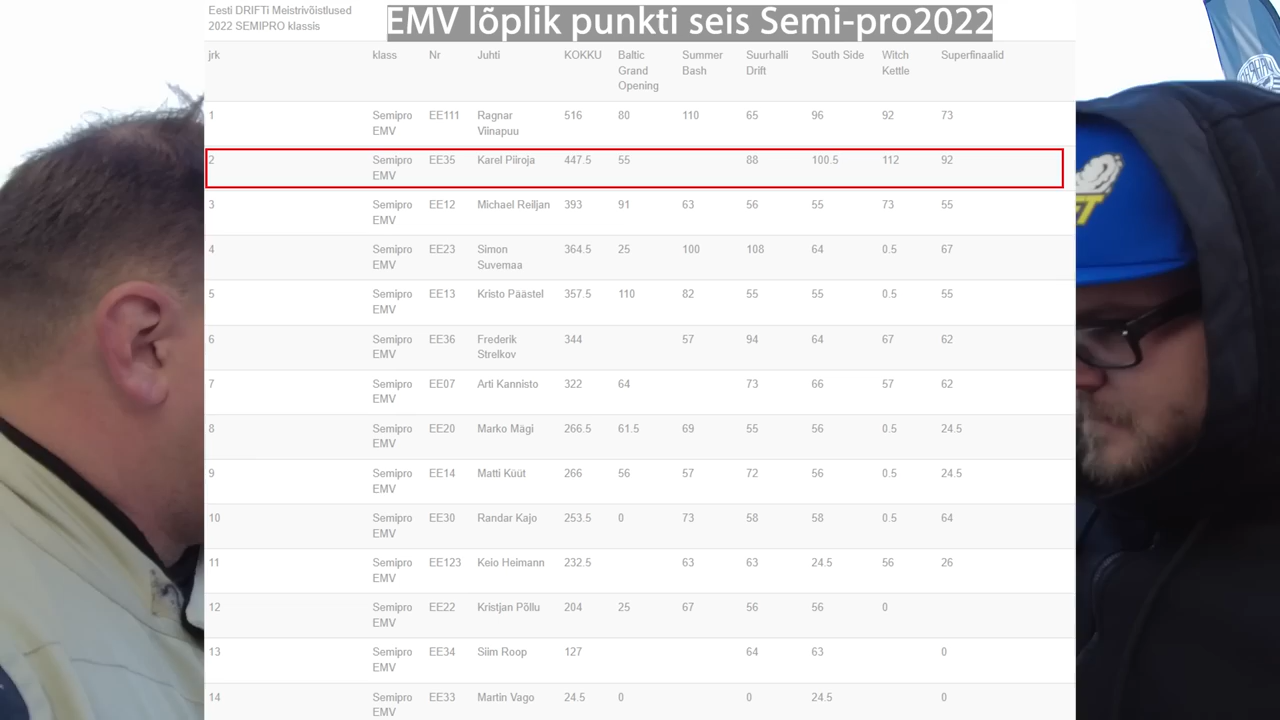 Eesti DRIFTi Meistrivõistlused
2022 SEMIPRO klassis
EMV lõplik punkti seis Semi-pro2022
jrk klass Nr Juhti KOKKU Baltic Grand Opening Summer Bash Suurhalli Drift South Side Witch Kettle Superfinaalid
1 Semipro EMV EE111 Ragnar Viinapuu 516 80 110 65 96 92 73
2 Semipro EMV EE35 Karel Piiroja 447.5 55 88 100.5 112 92
3 Semipro EMV EE12 Michael Reiljan 393 91 63 56 55 73 55
4 Semipro EMV EE23 Simon Suvemaa 364.5 25 100 108 64 0.5 67
5 Semipro EMV EE13 Kristo Päästel 357.5 110 82 55 55 0.5 55
6 Semipro EMV EE36 Frederik Strelkov 344 57 94 64 67 62
7 Semipro EMV EE07 Arti Kannisto 322 64 73 66 57 62
8 Semipro EMV EE20 Marko Mägi 266.5 61.5 69 55 56 0.5 24.5
9 Semipro EMV EE14 Matti Küüt 266 56 57 72 56 0.5 24.5
10 Semipro EMV EE30 Randar Kajo 253.5 0 73 58 58 0.5 64
11 Semipro EMV EE123 Keio Heimann 232.5 63 63 24.5 56 26
12 Semipro EMV EE22 Kristjan Põllu 204 25 67 56 56 0
13 Semipro EMV EE34 Siim Roop 127 64 63 0
14 Semipro EMV EE33 Martin Vago 24.5 0 0 24.5 0